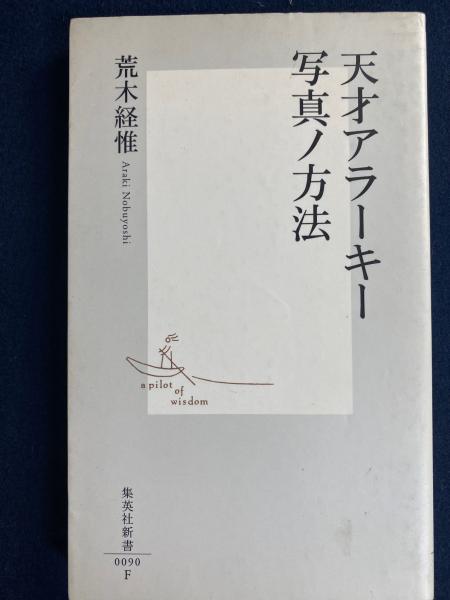 天才アラーキー
写真ノ方法
荒木経惟
Araki Nobuyoshi
a pilot
of
wisdom
集英社新書
0090
F